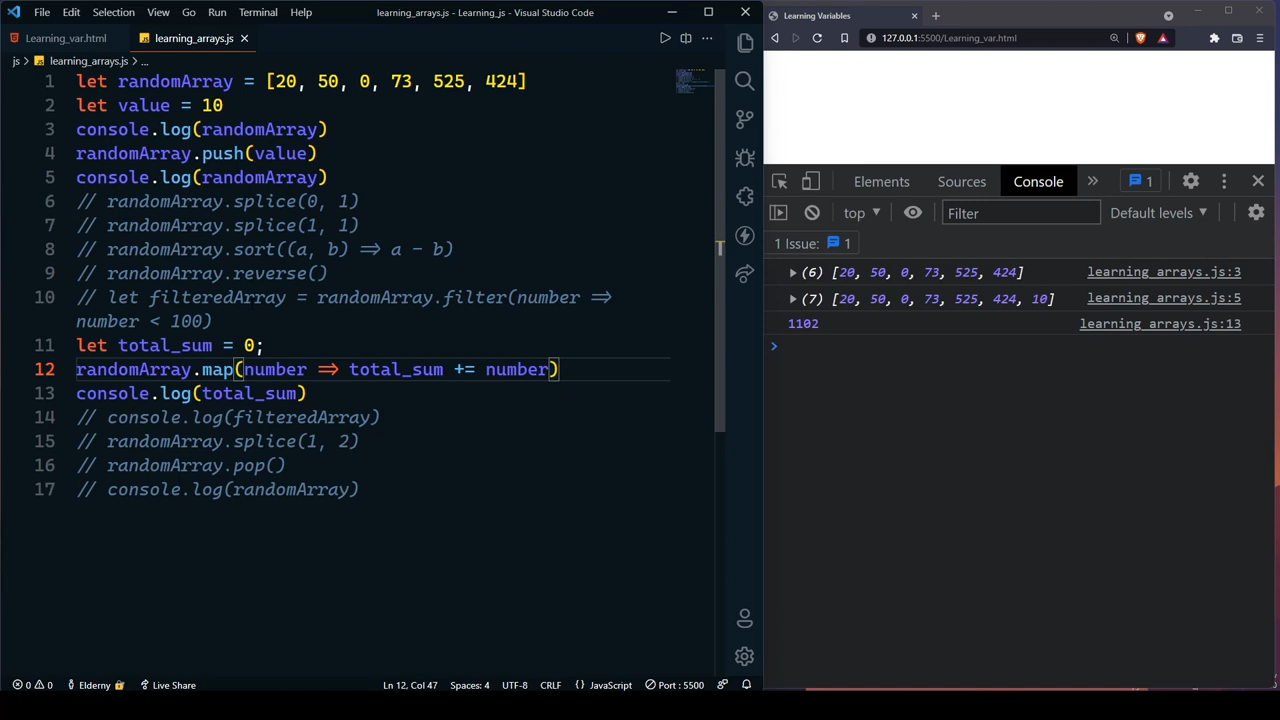 File Edit Selection View Go Run Terminal Help learning_arrays.js - Learning_js - Visual Studio Code
Learning_var.html learning_arrays.js
js > learning_arrays.js > ...
1 let randomArray = [20, 50, 0, 73, 525, 424]
2 let value = 10
3 console.log(randomArray)
4 randomArray.push(value)
5 console.log(randomArray)
6 // randomArray.splice(0, 1)
7 // randomArray.splice(1, 1)
8 // randomArray.sort((a, b) => a - b)
9 // randomArray.reverse()
10 // let filteredArray = randomArray.filter(number =>
number < 100)
11 let total_sum = 0;
12 randomArray.map(number => total_sum += number)
13 console.log(total_sum)
14 // console.log(filteredArray)
15 // randomArray.splice(1, 2)
16 // randomArray.pop()
17 // console.log(randomArray)
0 0 Elderny Live Share Ln 12, Col 47 Spaces: 4 UTF-8 CRLF {} JavaScript Port : 5500
Learning Variables
127.0.0.1:5500/Learning_var.html
Elements Sources Console 1
top Filter Default levels
1 Issue: 1
(6) [20, 50, 0, 73, 525, 424] learning_arrays.js:3
(7) [20, 50, 0, 73, 525, 424, 10] learning_arrays.js:5
1102 learning_arrays.js:13
>